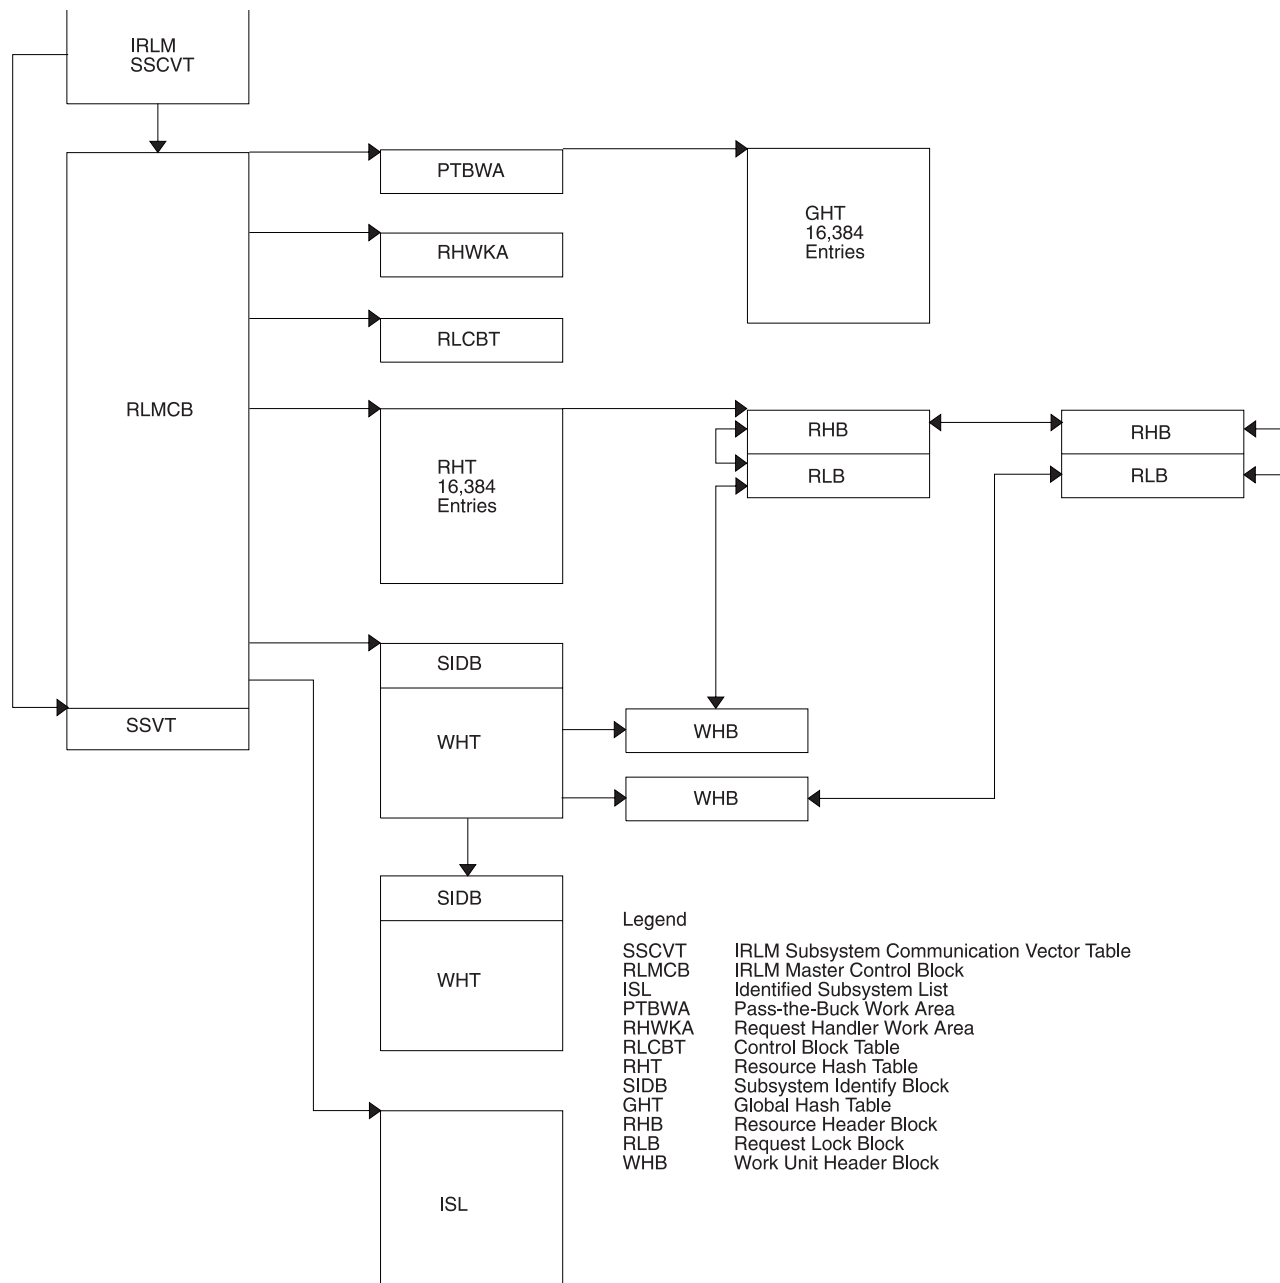 IRLM
SSCVT
PTBWA
GHT
16,384
Entries
RHWKA
RLCBT
RLMCB
RHT
16,384
Entries
RHB
RLB
RHB
RLB
SIDB
WHT
SSVT
WHB
WHB
SIDB
WHT
ISL
Legend
SSCVT IRLM Subsystem Communication Vector Table
RLMCB IRLM Master Control Block
ISL Identified Subsystem List
PTBWA Pass-the-Buck Work Area
RHWKA Request Handler Work Area
RLCBT Control Block Table
RHT Resource Hash Table
SIDB Subsystem Identify Block
GHT Global Hash Table
RHB Resource Header Block
RLB Request Lock Block
WHB Work Unit Header Block